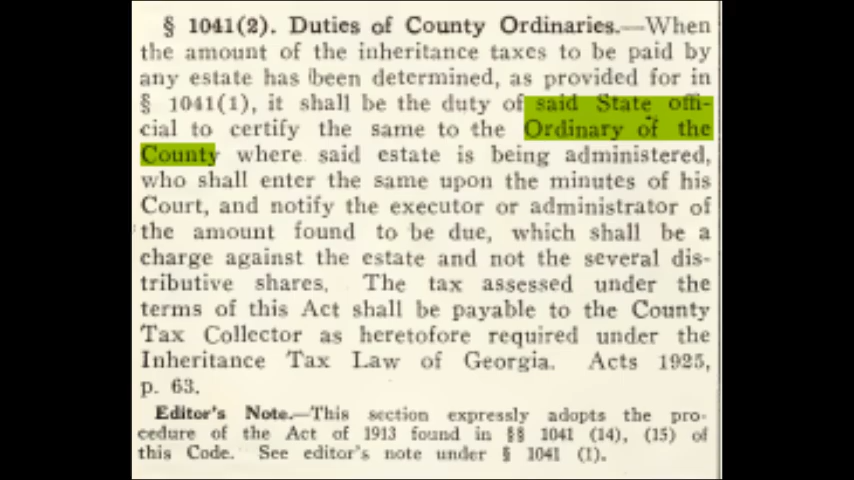 § 1041(2). Duties of County Ordinaries.—When
the amount of the inheritance taxes to be paid by
any estate has been determined, as provided for in
§ 1041(1), it shall be the duty of said State offi-
cial to certify the same to the Ordinary of the
County where said estate is being administered,
who shall enter the same upon the minutes of his
Court, and notify the executor or administrator of
the amount found to be due, which shall be a
charge against the estate and not the several dis-
tributive shares. The tax assessed under the
terms of this Act shall be payable to the County
Tax Collector as heretofore required under the
Inheritance Tax Law of Georgia. Acts 1925,
p. 63.
Editor's Note.—This section expressly adopts the pro-
cedure of the Act of 1913 found in §§ 1041 (14), (15) of
this Code. See editor's note under § 1041 (1).